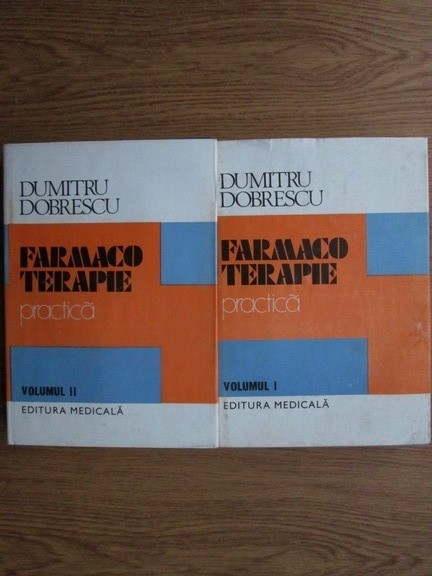 DUMITRU
DOBRESCU
FARMACO
TERAPIE
practică
VOLUMUL II
EDITURA MEDICALĂ
DUMITRU
DOBRESCU
FARMACO
TERAPIE
practică
VOLUMUL I
EDITURA MEDICALĂ